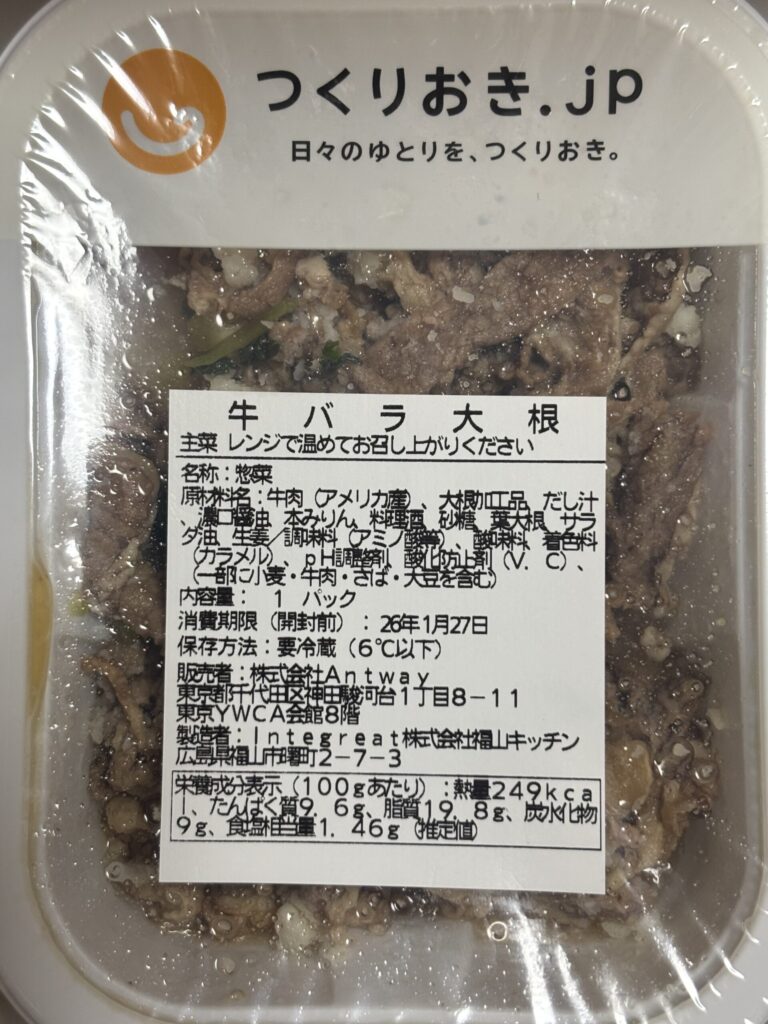 つくりおき.jp
日々のゆとりを、つくりおき。
牛バラ大根
主菜 レンジで温めてお召し上がりください
名称：惣菜
原材料名：牛肉（アメリカ産）、大根加工品、だし汁
、濃口醤油、本みりん、料理酒、砂糖、葉大根、サラ
ダ油、生姜／調味料（アミノ酸等）、酸味料、着色料
（カラメル）、ｐＨ調整剤、酸化防止剤（Ｖ．Ｃ）、
（一部に小麦・牛肉・さば・大豆を含む）
内容量： １ パック
消費期限（開封前）：26年1月27日
保存方法：要冷蔵（６℃以下）
販売者：株式会社Ａｎｔｗａｙ
東京都千代田区神田駿河台１丁目８－１１
東京ＹＷＣＡ会館８階
製造者：Ｉｎｔｅｇｒｅａｔ株式会社福山キッチン
広島県福山市曙町２－７－３
栄養成分表示（１００ｇあたり）：熱量２４９ｋｃａ
ｌ、たんぱく質９．６ｇ、脂質１９．８ｇ、炭水化物
９ｇ、食塩相当量１．４６ｇ（推定値）